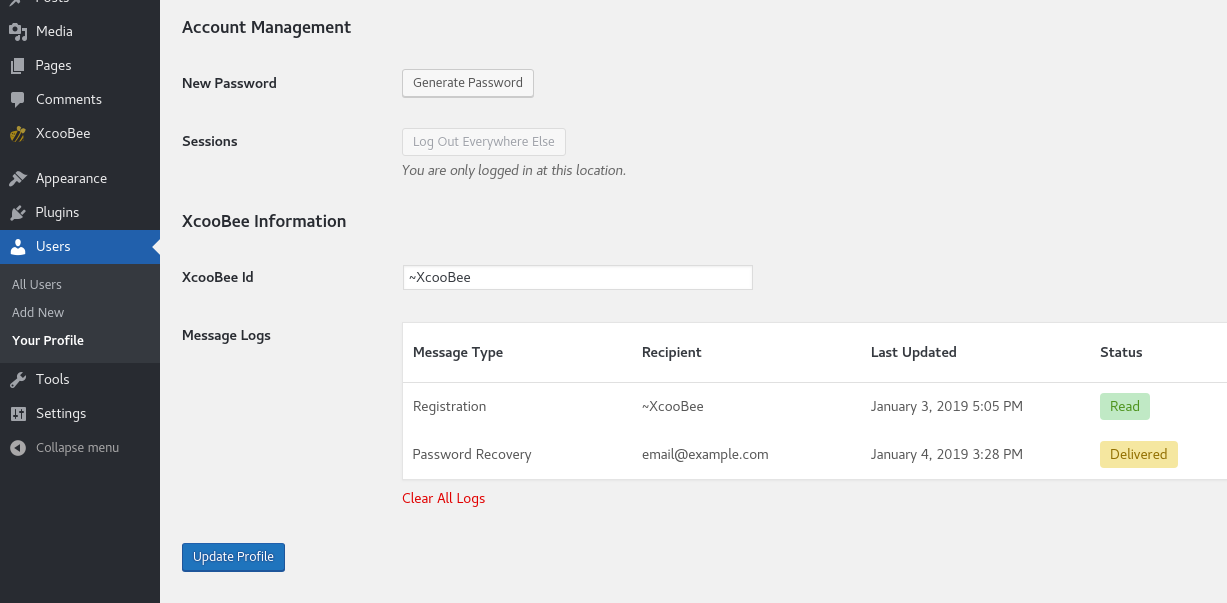 Posts
Media
Pages
Comments
XcooBee
Appearance
Plugins
Users
All Users
Add New
Your Profile
Tools
Settings
Collapse menu
Account Management
New Password
Generate Password
Sessions
Log Out Everywhere Else
You are only logged in at this location.
XcooBee Information
XcooBee Id
~XcooBee
Message Logs
Message Type Recipient Last Updated Status
Registration ~XcooBee January 3, 2019 5:05 PM Read
Password Recovery email@example.com January 4, 2019 3:28 PM Delivered
Clear All Logs
Update Profile